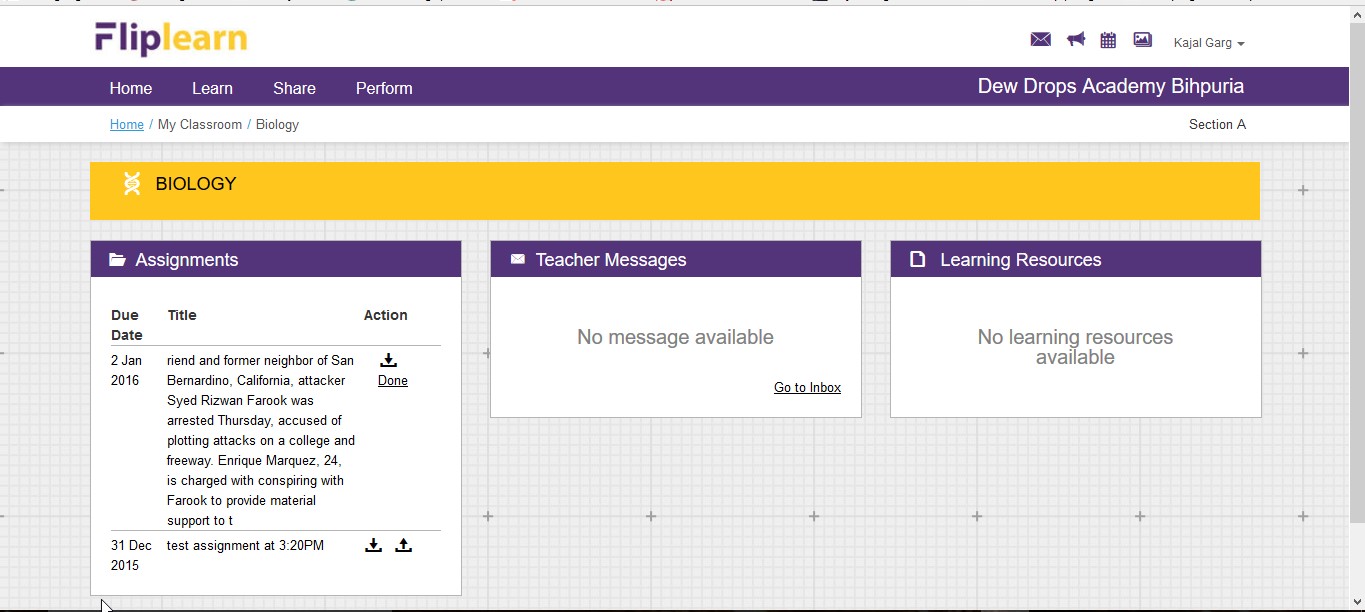 Fliplearn
Kajal Garg
Home Learn Share Perform
Dew Drops Academy Bihpuria
Home / My Classroom / Biology
Section A
BIOLOGY
Assignments
Due Date Title Action
2 Jan 2016
riend and former neighbor of San
Bernardino, California, attacker
Syed Rizwan Farook was
arrested Thursday, accused of
plotting attacks on a college and
freeway. Enrique Marquez, 24,
is charged with conspiring with
Farook to provide material
support to t
Done
31 Dec 2015
test assignment at 3:20PM
Teacher Messages
No message available
Go to Inbox
Learning Resources
No learning resources
available